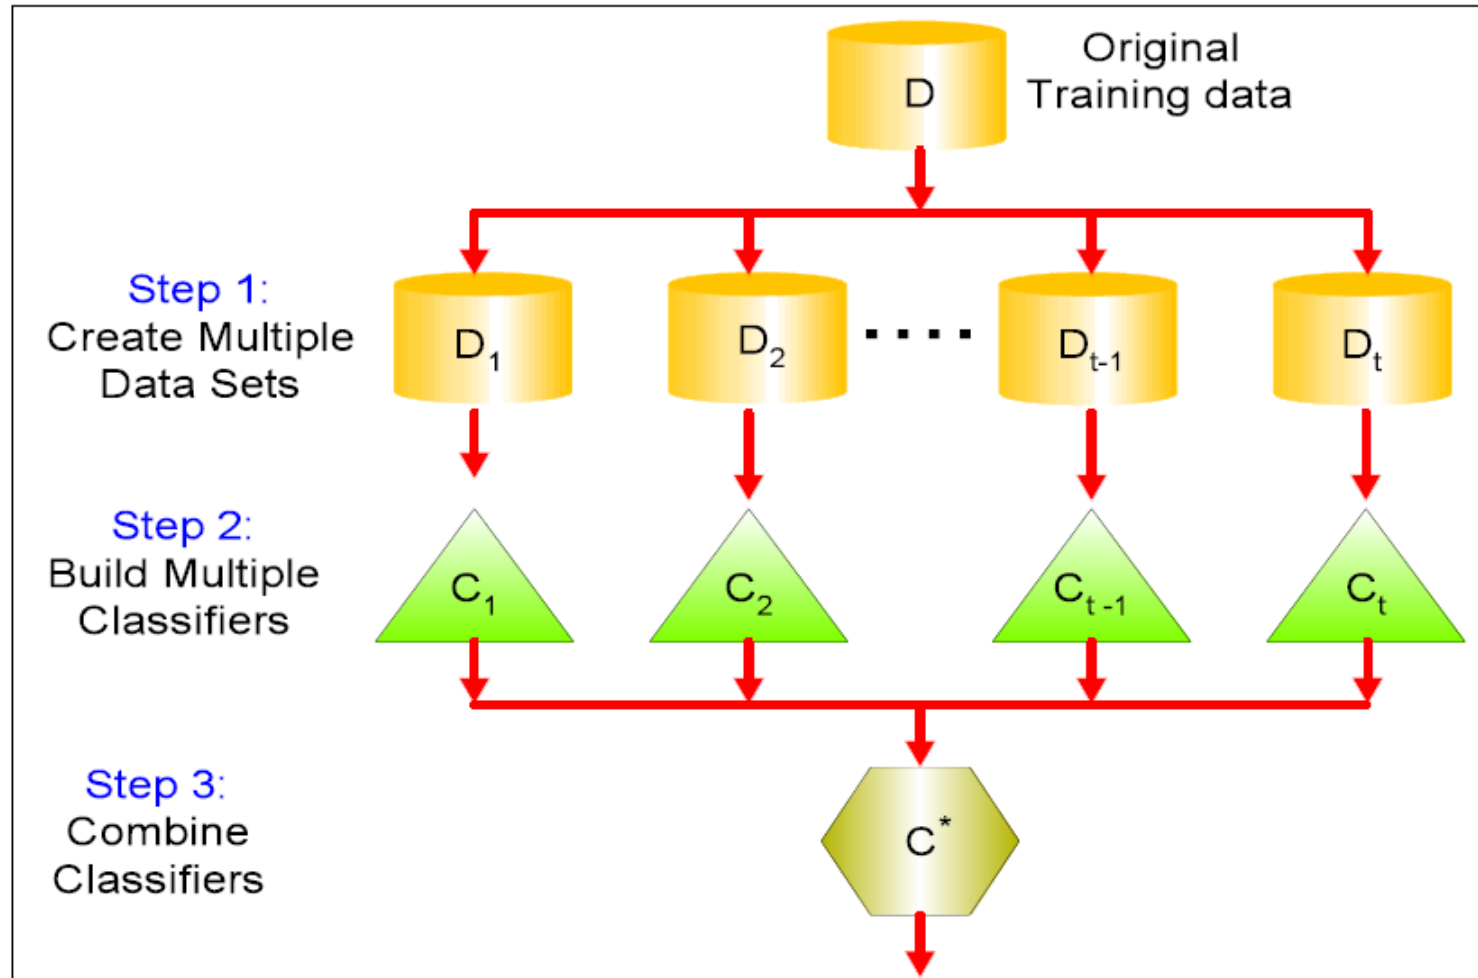 D
Original
Training data
Step 1:
Create Multiple
Data Sets
D₁
D₂
....
Dₜ₋₁
Dₜ
Step 2:
Build Multiple
Classifiers
C₁
C₂
Cₜ₋₁
Cₜ
Step 3:
Combine
Classifiers
C*